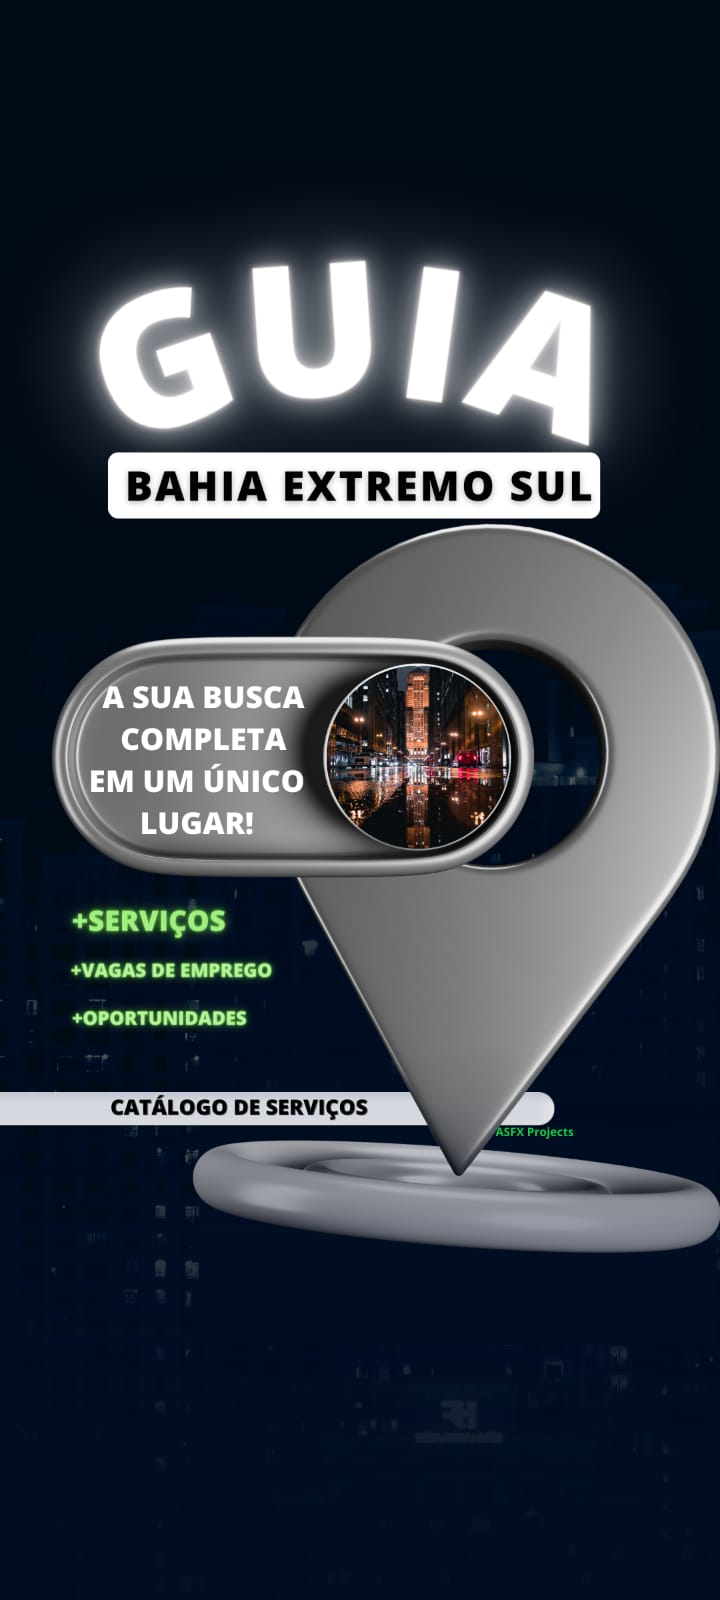 GUIA
BAHIA EXTREMO SUL
A SUA BUSCA
COMPLETA
EM UM ÚNICO
LUGAR!
+SERVIÇOS
+VAGAS DE EMPREGO
+OPORTUNIDADES
CATÁLOGO DE SERVIÇOS
ASFX Projects